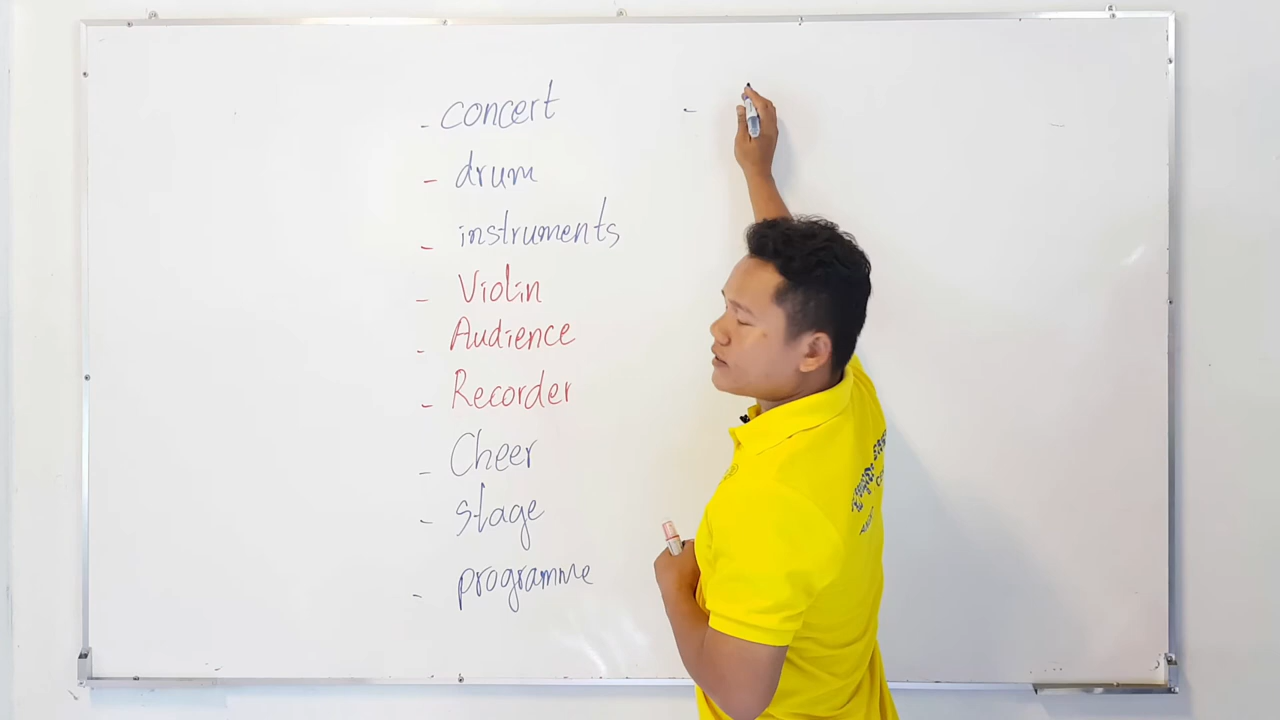 - concert
- drum
- instruments
- Violin
- Audience
- Recorder
- Cheer
- stage
- programme
-